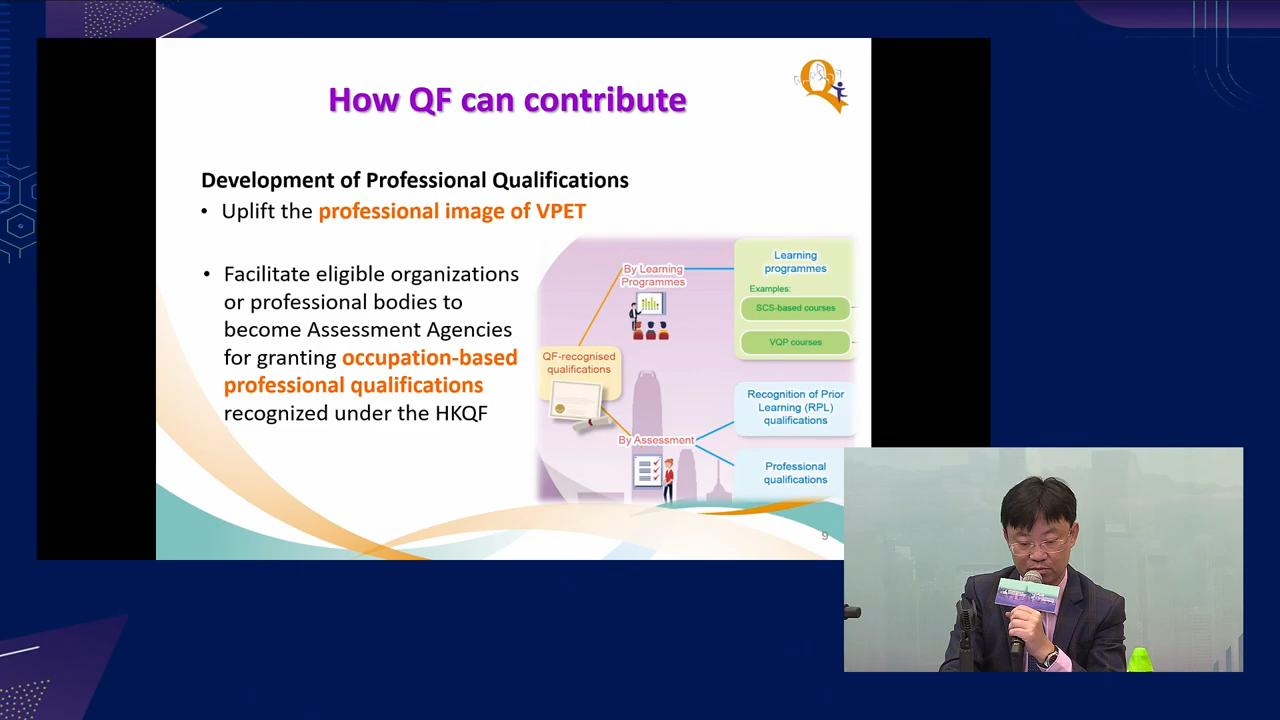 How QF can contribute
Development of Professional Qualifications
• Uplift the professional image of VPET
• Facilitate eligible organizations
or professional bodies to
become Assessment Agencies
for granting occupation-based
professional qualifications
recognized under the HKQF
QF-recognised
qualifications
By Learning
Programmes
Learning
programmes
Examples:
SCS-based courses
VQP courses
By Assessment
Recognition of Prior
Learning (RPL)
qualifications
Professional
qualifications
9